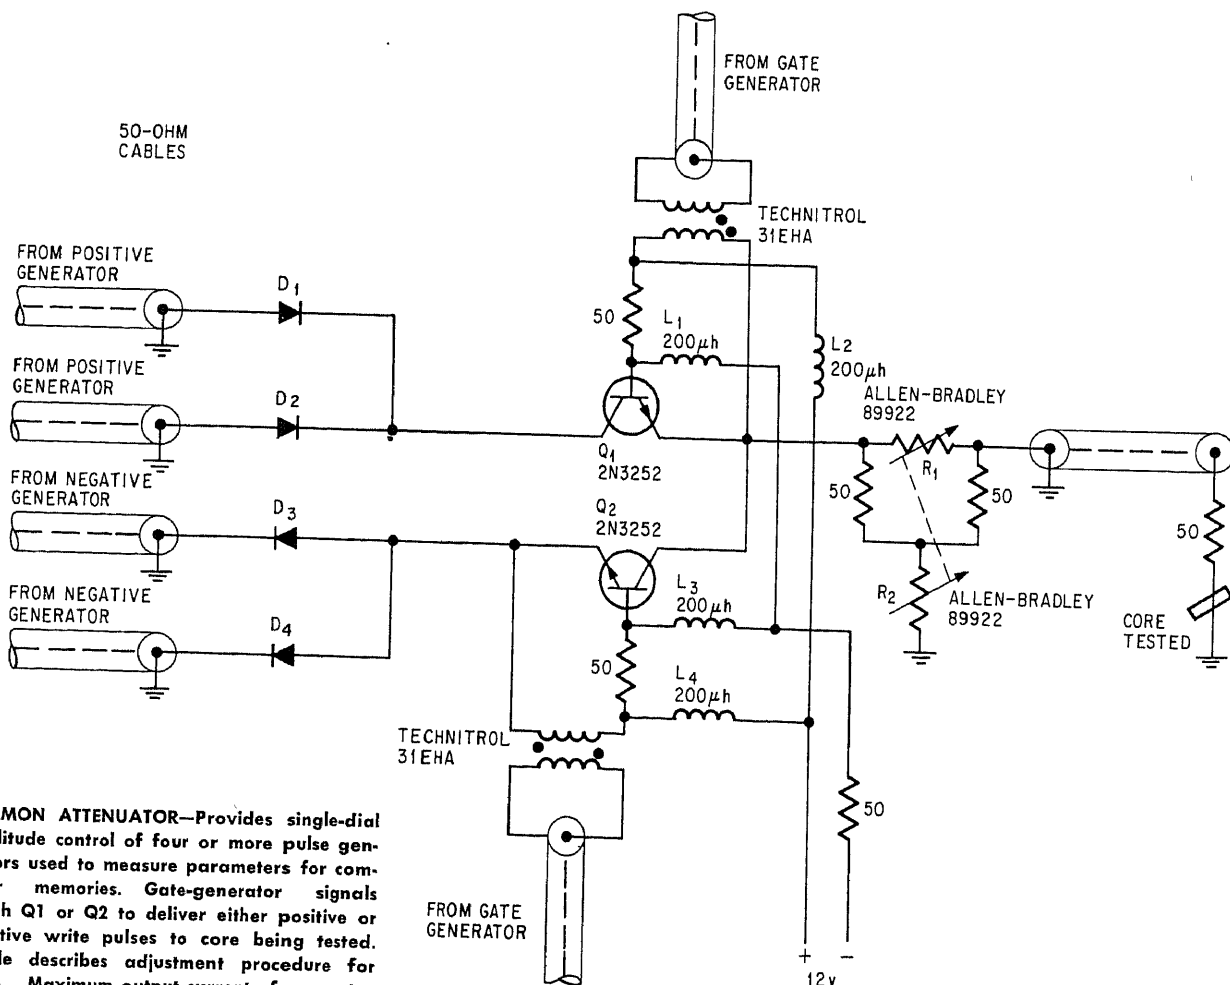 FROM GATE
GENERATOR
50-OHM
CABLES
TECHNITROL
31EHA
FROM POSITIVE
GENERATOR
D1
50
L1
200μh
L2
200μh
FROM POSITIVE
GENERATOR
D2
ALLEN-BRADLEY
89922
Q1
2N3252
R1
50
50
FROM NEGATIVE
GENERATOR
D3
Q2
2N3252
50
FROM NEGATIVE
GENERATOR
D4
L3
200μh
R2
ALLEN-BRADLEY
89922
CORE
TESTED
50
L4
200μh
TECHNITROL
31EHA
50
MON ATTENUATOR—Provides single-dial
litude control of four or more pulse gen-
ors used to measure parameters for com-
r memories. Gate-generator signals
h Q1 or Q2 to deliver either positive or
tive write pulses to core being tested.
le describes adjustment procedure for
FROM GATE
GENERATOR
+ −
12v